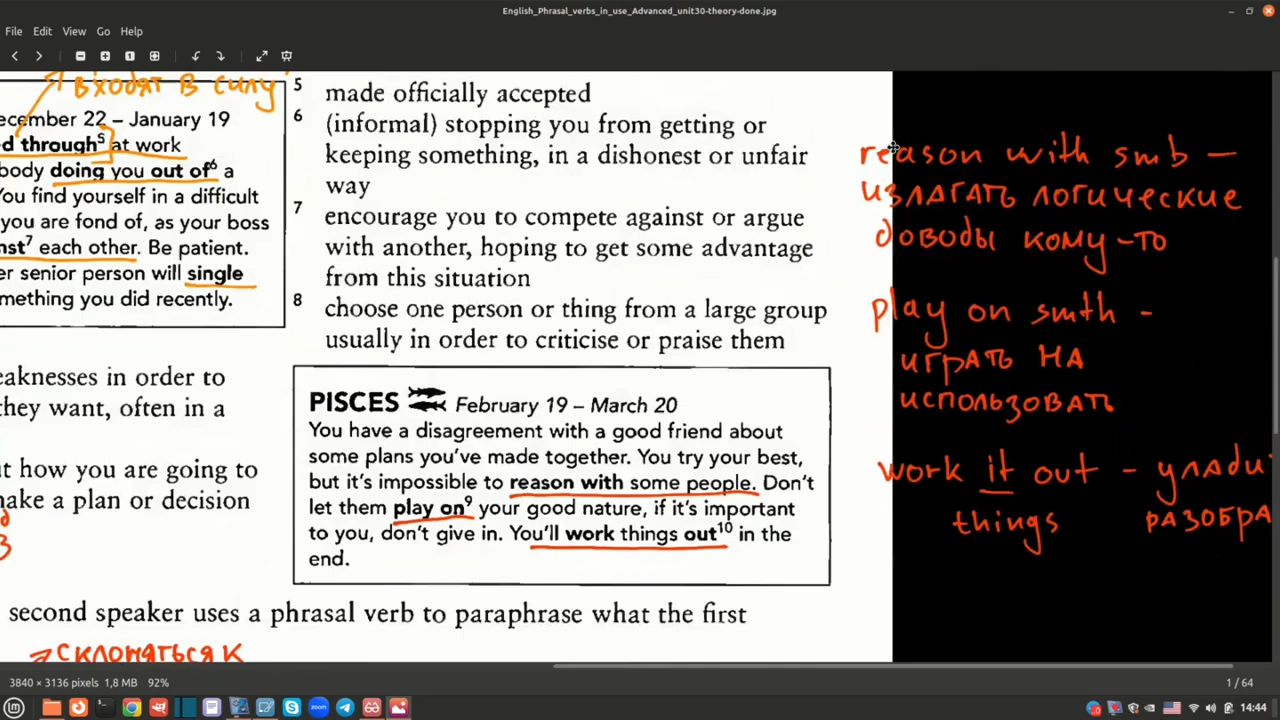 English_Phrasal_verbs_in_use_Advanced_unit30-theory-done.jpg
File Edit View Go Help
входят в силу
ecember 22 – January 19
d through⁵ at work
body doing you out of⁶ a
You find yourself in a difficult
you are fond of, as your boss
nst⁷ each other. Be patient.
er senior person will single
mething you did recently.
5 made officially accepted
6 (informal) stopping you from getting or
keeping something, in a dishonest or unfair
way
7 encourage you to compete against or argue
with another, hoping to get some advantage
from this situation
8 choose one person or thing from a large group
usually in order to criticise or praise them
eaknesses in order to
they want, often in a
ut how you are going to
make a plan or decision
PISCES February 19 – March 20
You have a disagreement with a good friend about
some plans you’ve made together. You try your best,
but it’s impossible to reason with some people. Don’t
let them play on⁹ your good nature, if it’s important
to you, don’t give in. You’ll work things out¹⁰ in the
end.
second speaker uses a phrasal verb to paraphrase what the first
склоняться к
reason with smb –
излагать логические
доводы кому-то
play on smth -
играть на
использовать
work it out - улади
things разобра
3840 × 3136 pixels 1,8 MB 92%
1 / 64
14:44